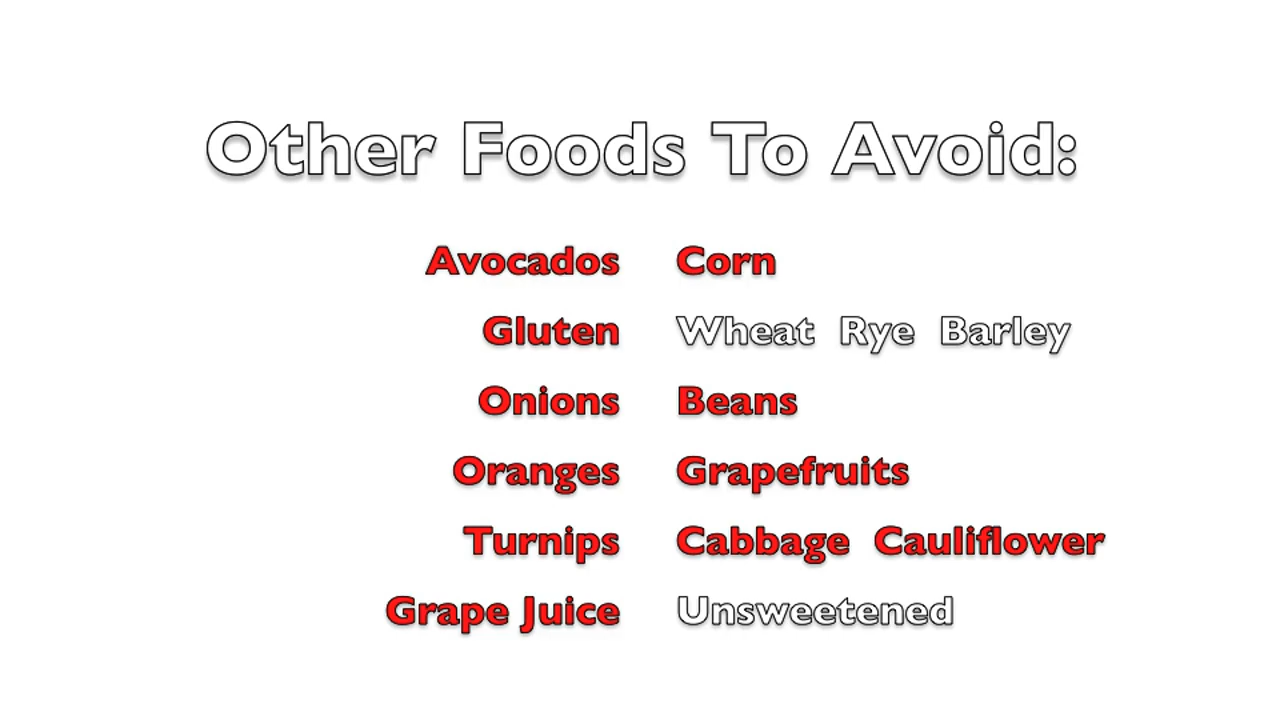 Other Foods To Avoid:
Avocados Corn
Gluten Wheat Rye Barley
Onions Beans
Oranges Grapefruits
Turnips Cabbage Cauliflower
Grape Juice Unsweetened